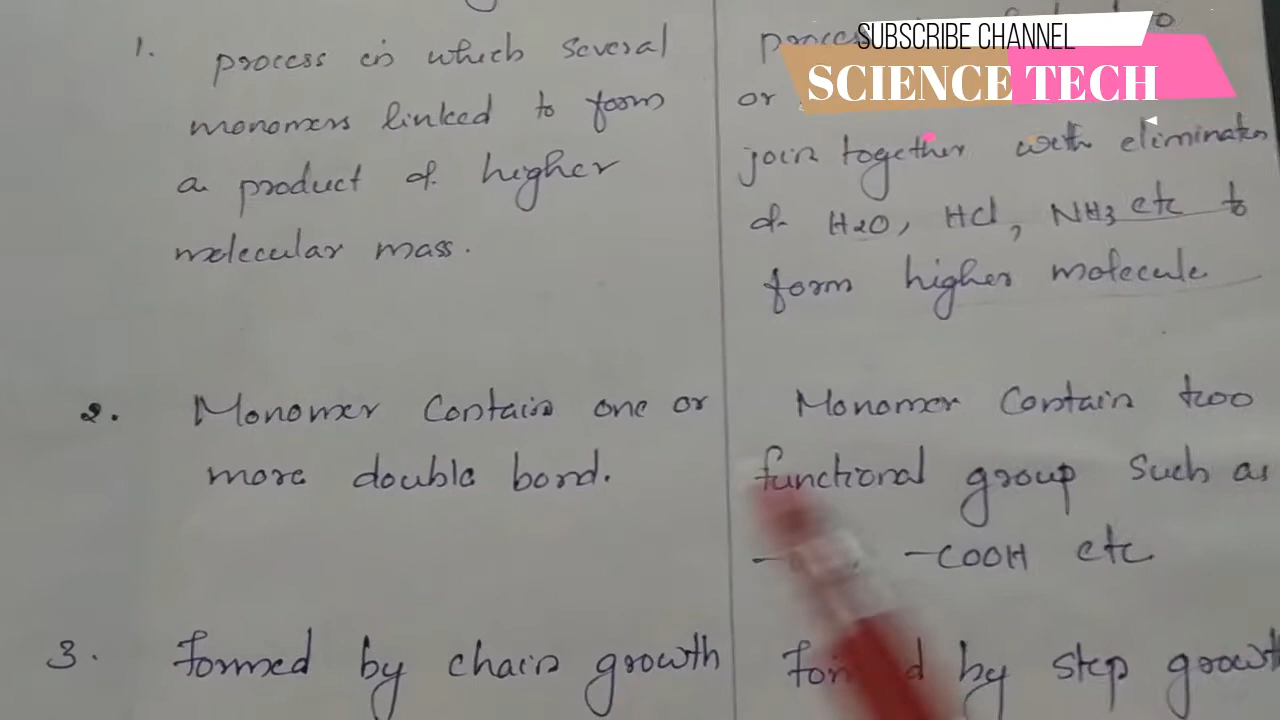 SUBSCRIBE CHANNEL
SCIENCE TECH
1. process in which several
monomers linked to form
a product of higher
molecular mass.
or
join together with elimination
of H2O, HCl, NH3 etc to
form higher molecule
2. Monomer contain one or
more double bond.
Monomer contain two
functional group such as
-COOH etc
3. formed by chain growth
by step growth